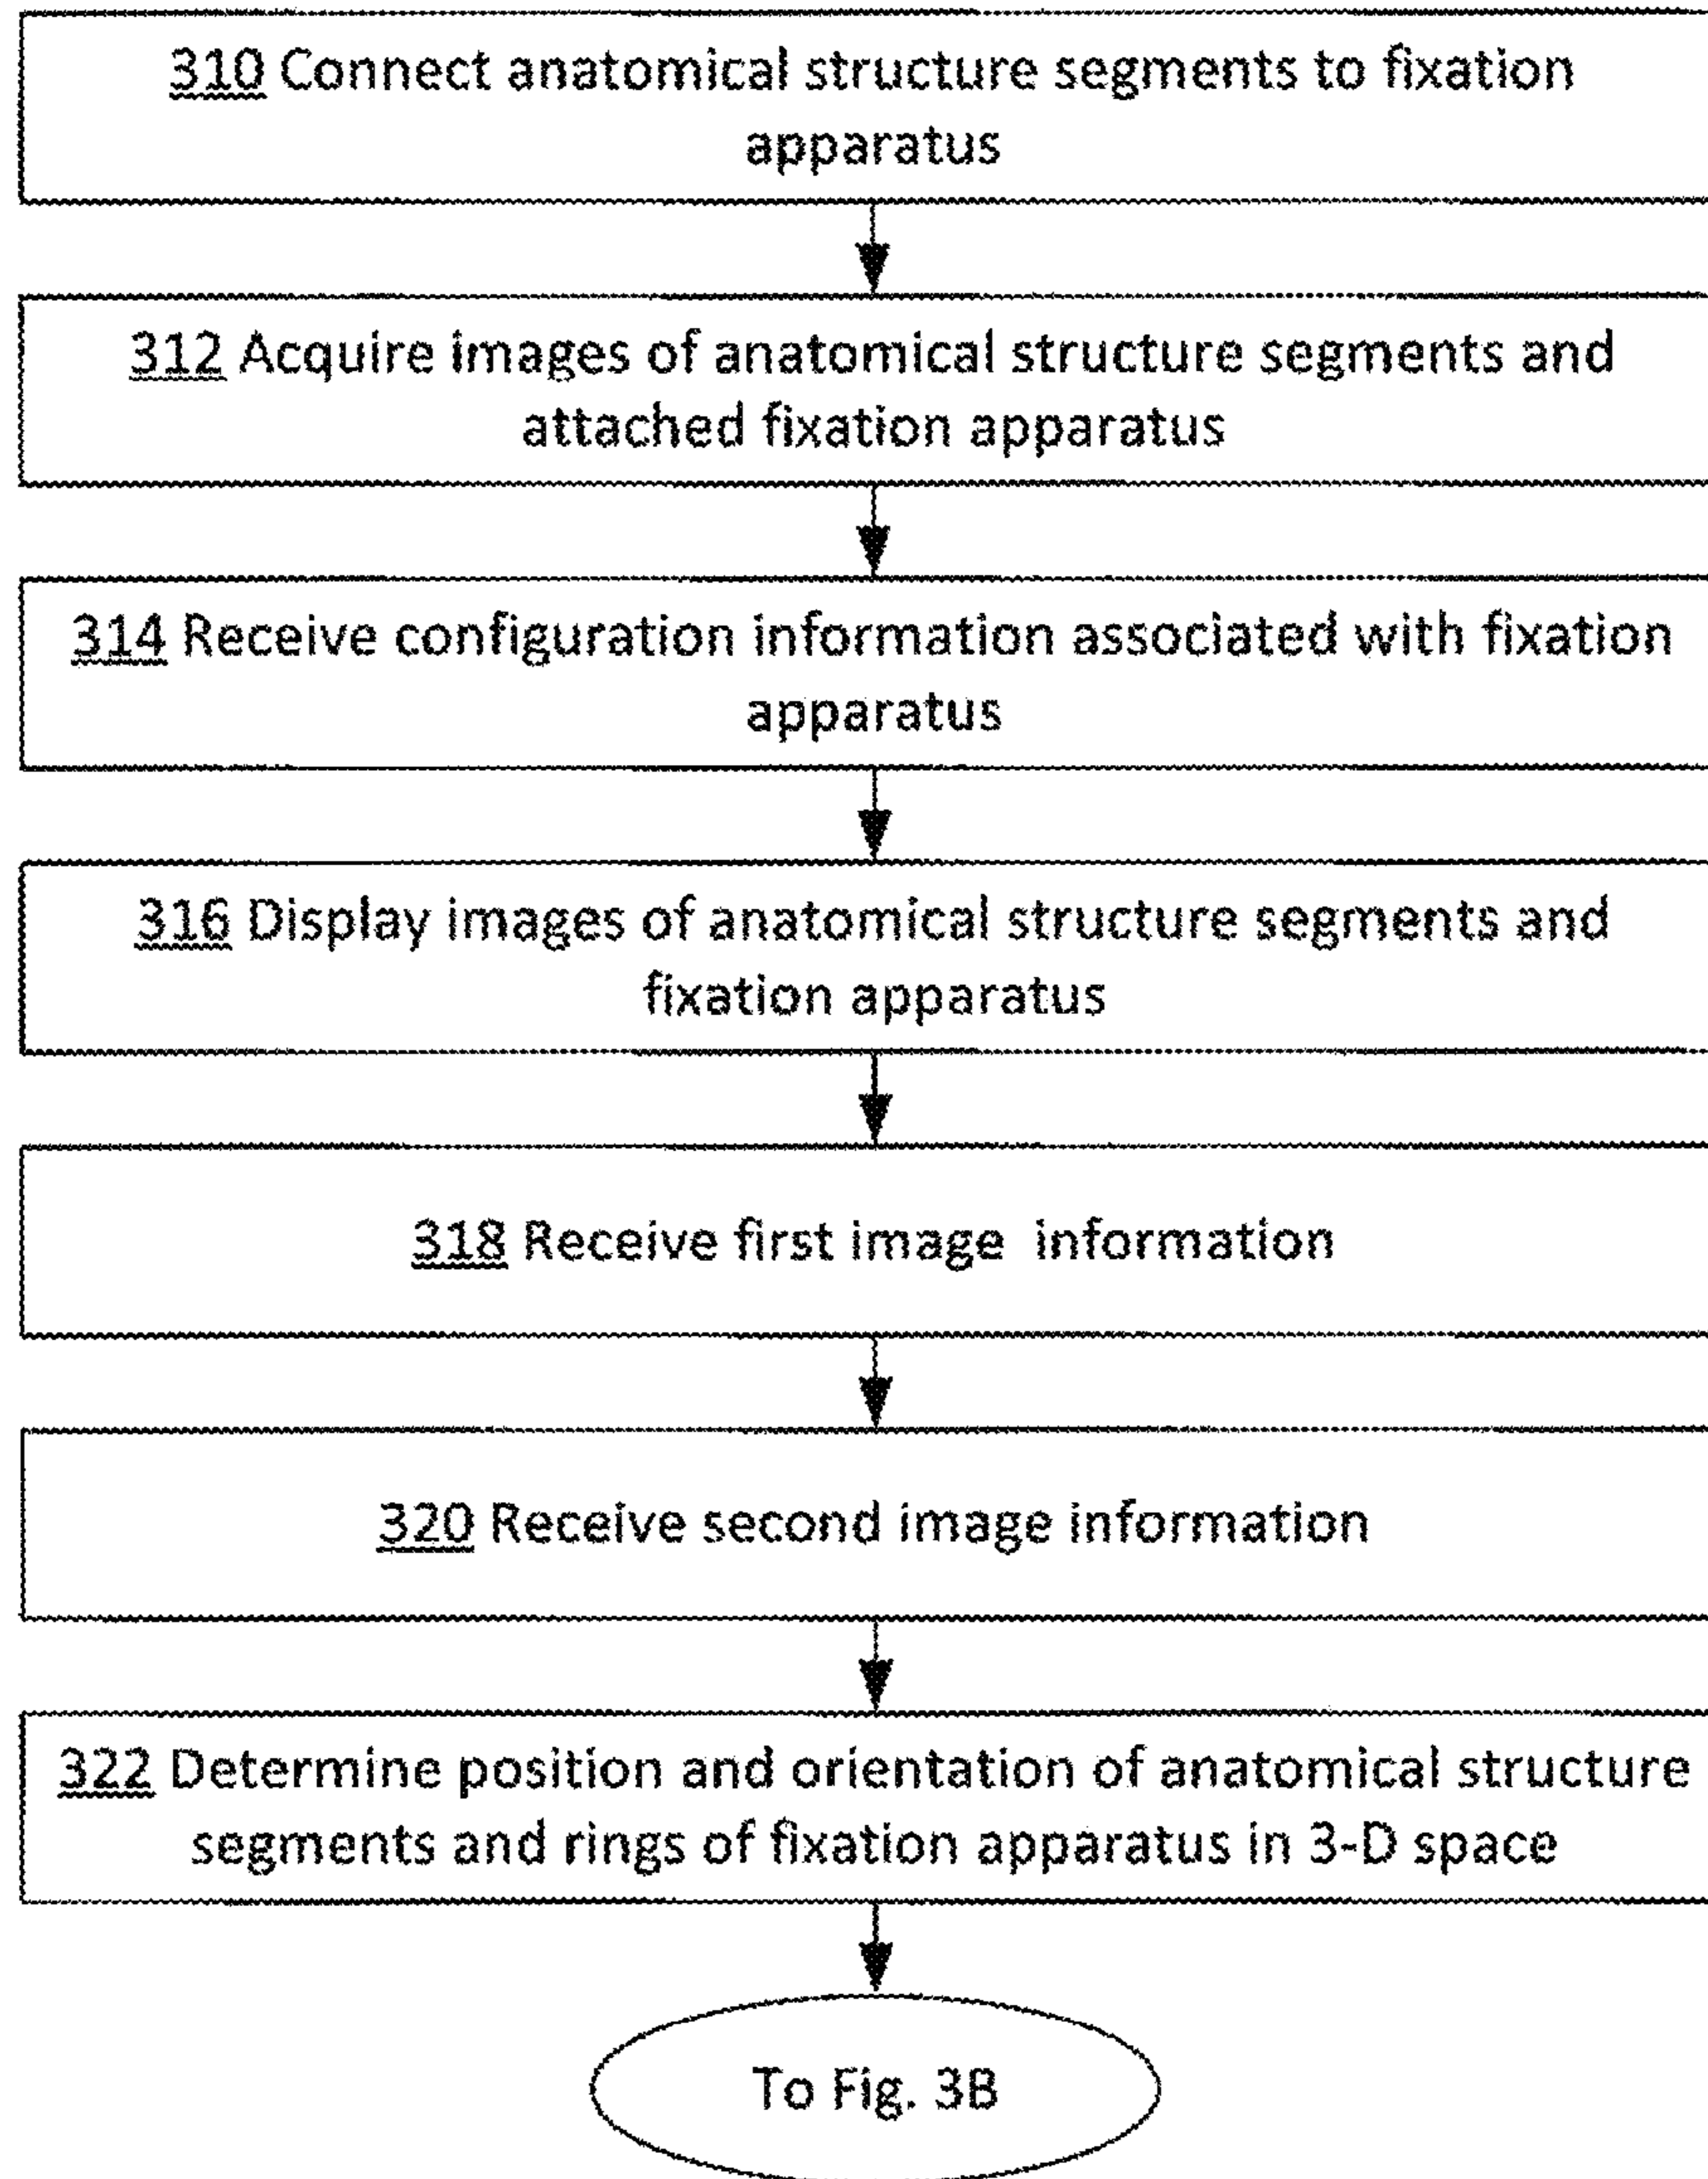 310 Connect anatomical structure segments to fixation
apparatus
312 Acquire images of anatomical structure segments and
attached fixation apparatus
314 Receive configuration information associated with fixation
apparatus
316 Display images of anatomical structure segments and
fixation apparatus
318 Receive first image information
320 Receive second image information
322 Determine position and orientation of anatomical structure
segments and rings of fixation apparatus in 3-D space
To Fig. 3B